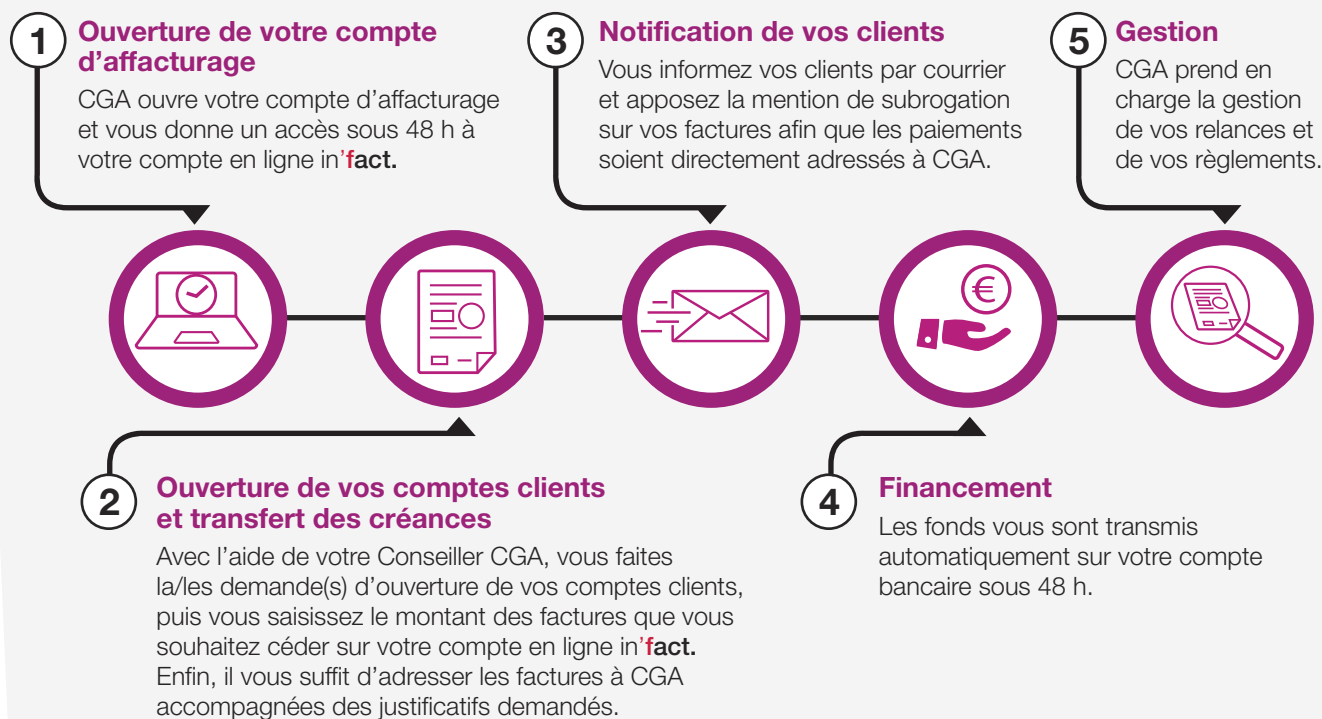 1
Ouverture de votre compte
d'affacturage
CGA ouvre votre compte d'affacturage
et vous donne un accès sous 48 h à
votre compte en ligne in'fact.
2
Ouverture de vos comptes clients
et transfert des créances
Avec l'aide de votre Conseiller CGA, vous faites
la/les demande(s) d'ouverture de vos comptes clients,
puis vous saisissez le montant des factures que vous
souhaitez céder sur votre compte en ligne in'fact.
Enfin, il vous suffit d'adresser les factures à CGA
accompagnées des justificatifs demandés.
3
Notification de vos clients
Vous informez vos clients par courrier
et apposez la mention de subrogation
sur vos factures afin que les paiements
soient directement adressés à CGA.
€
4
Financement
Les fonds vous sont transmis
automatiquement sur votre compte
bancaire sous 48 h.
5
Gestion
CGA prend en
charge la gestion
de vos relances et
de vos règlements.